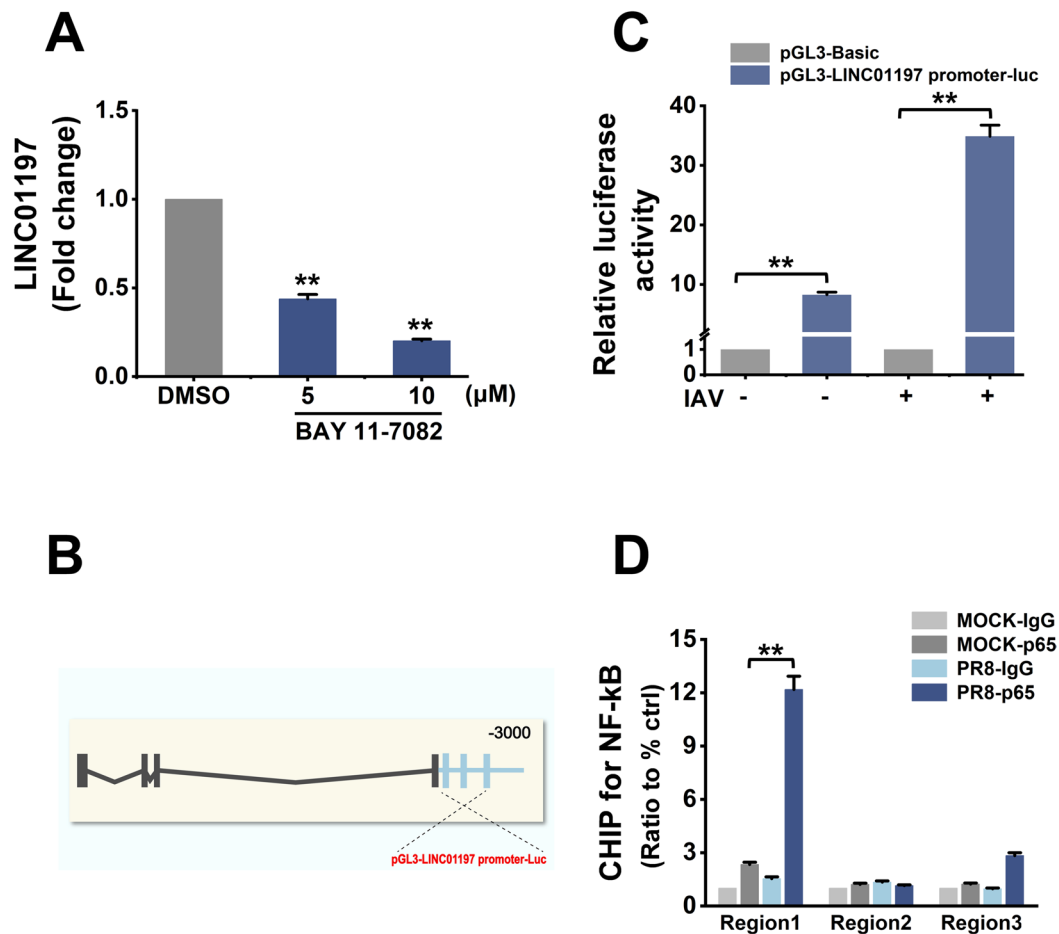 A
LINC01197
(Fold change)
1.5
1.0
0.5
0.0
**
**
DMSO
5
10
(μM)
BAY 11-7082
C
pGL3-Basic
pGL3-LINC01197 promoter-luc
Relative luciferase
activity
40
30
20
10
1
0
**
**
IAV
-
-
+
+
B
-3000
pGL3-LINC01197 promoter-Luc
D
MOCK-IgG
MOCK-p65
PR8-IgG
PR8-p65
CHIP for NF-kB
(Ratio to % ctrl)
15
12
9
6
3
0
**
Region1
Region2
Region3